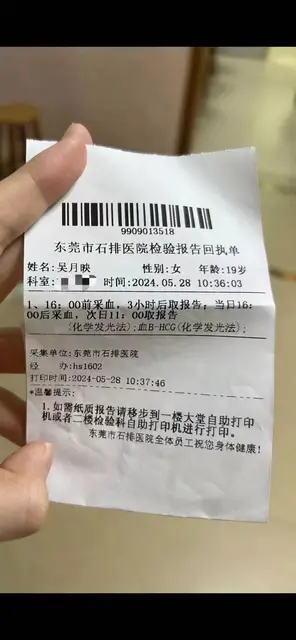 9909013518
东莞市石排医院检验报告回执单
姓名:吴月映 性别:女 年龄:19岁
科室: 时间:2024.05.28 10:36:03
1、16:00前采血,3小时后取报告;当日16:
00后采血,次日11:00取报告
(化学发光法);血B-HCG(化学发光法);
采集单位:东莞市石排医院
经 办:hs1602
打印时间:2024-05-28 10:37:46
*温馨提示:
1.如需纸质报告请移步到一楼大堂自助打印
机或者二楼检验科自助打印机进行打印。
东莞市石排医院全体员工祝您身体健康!